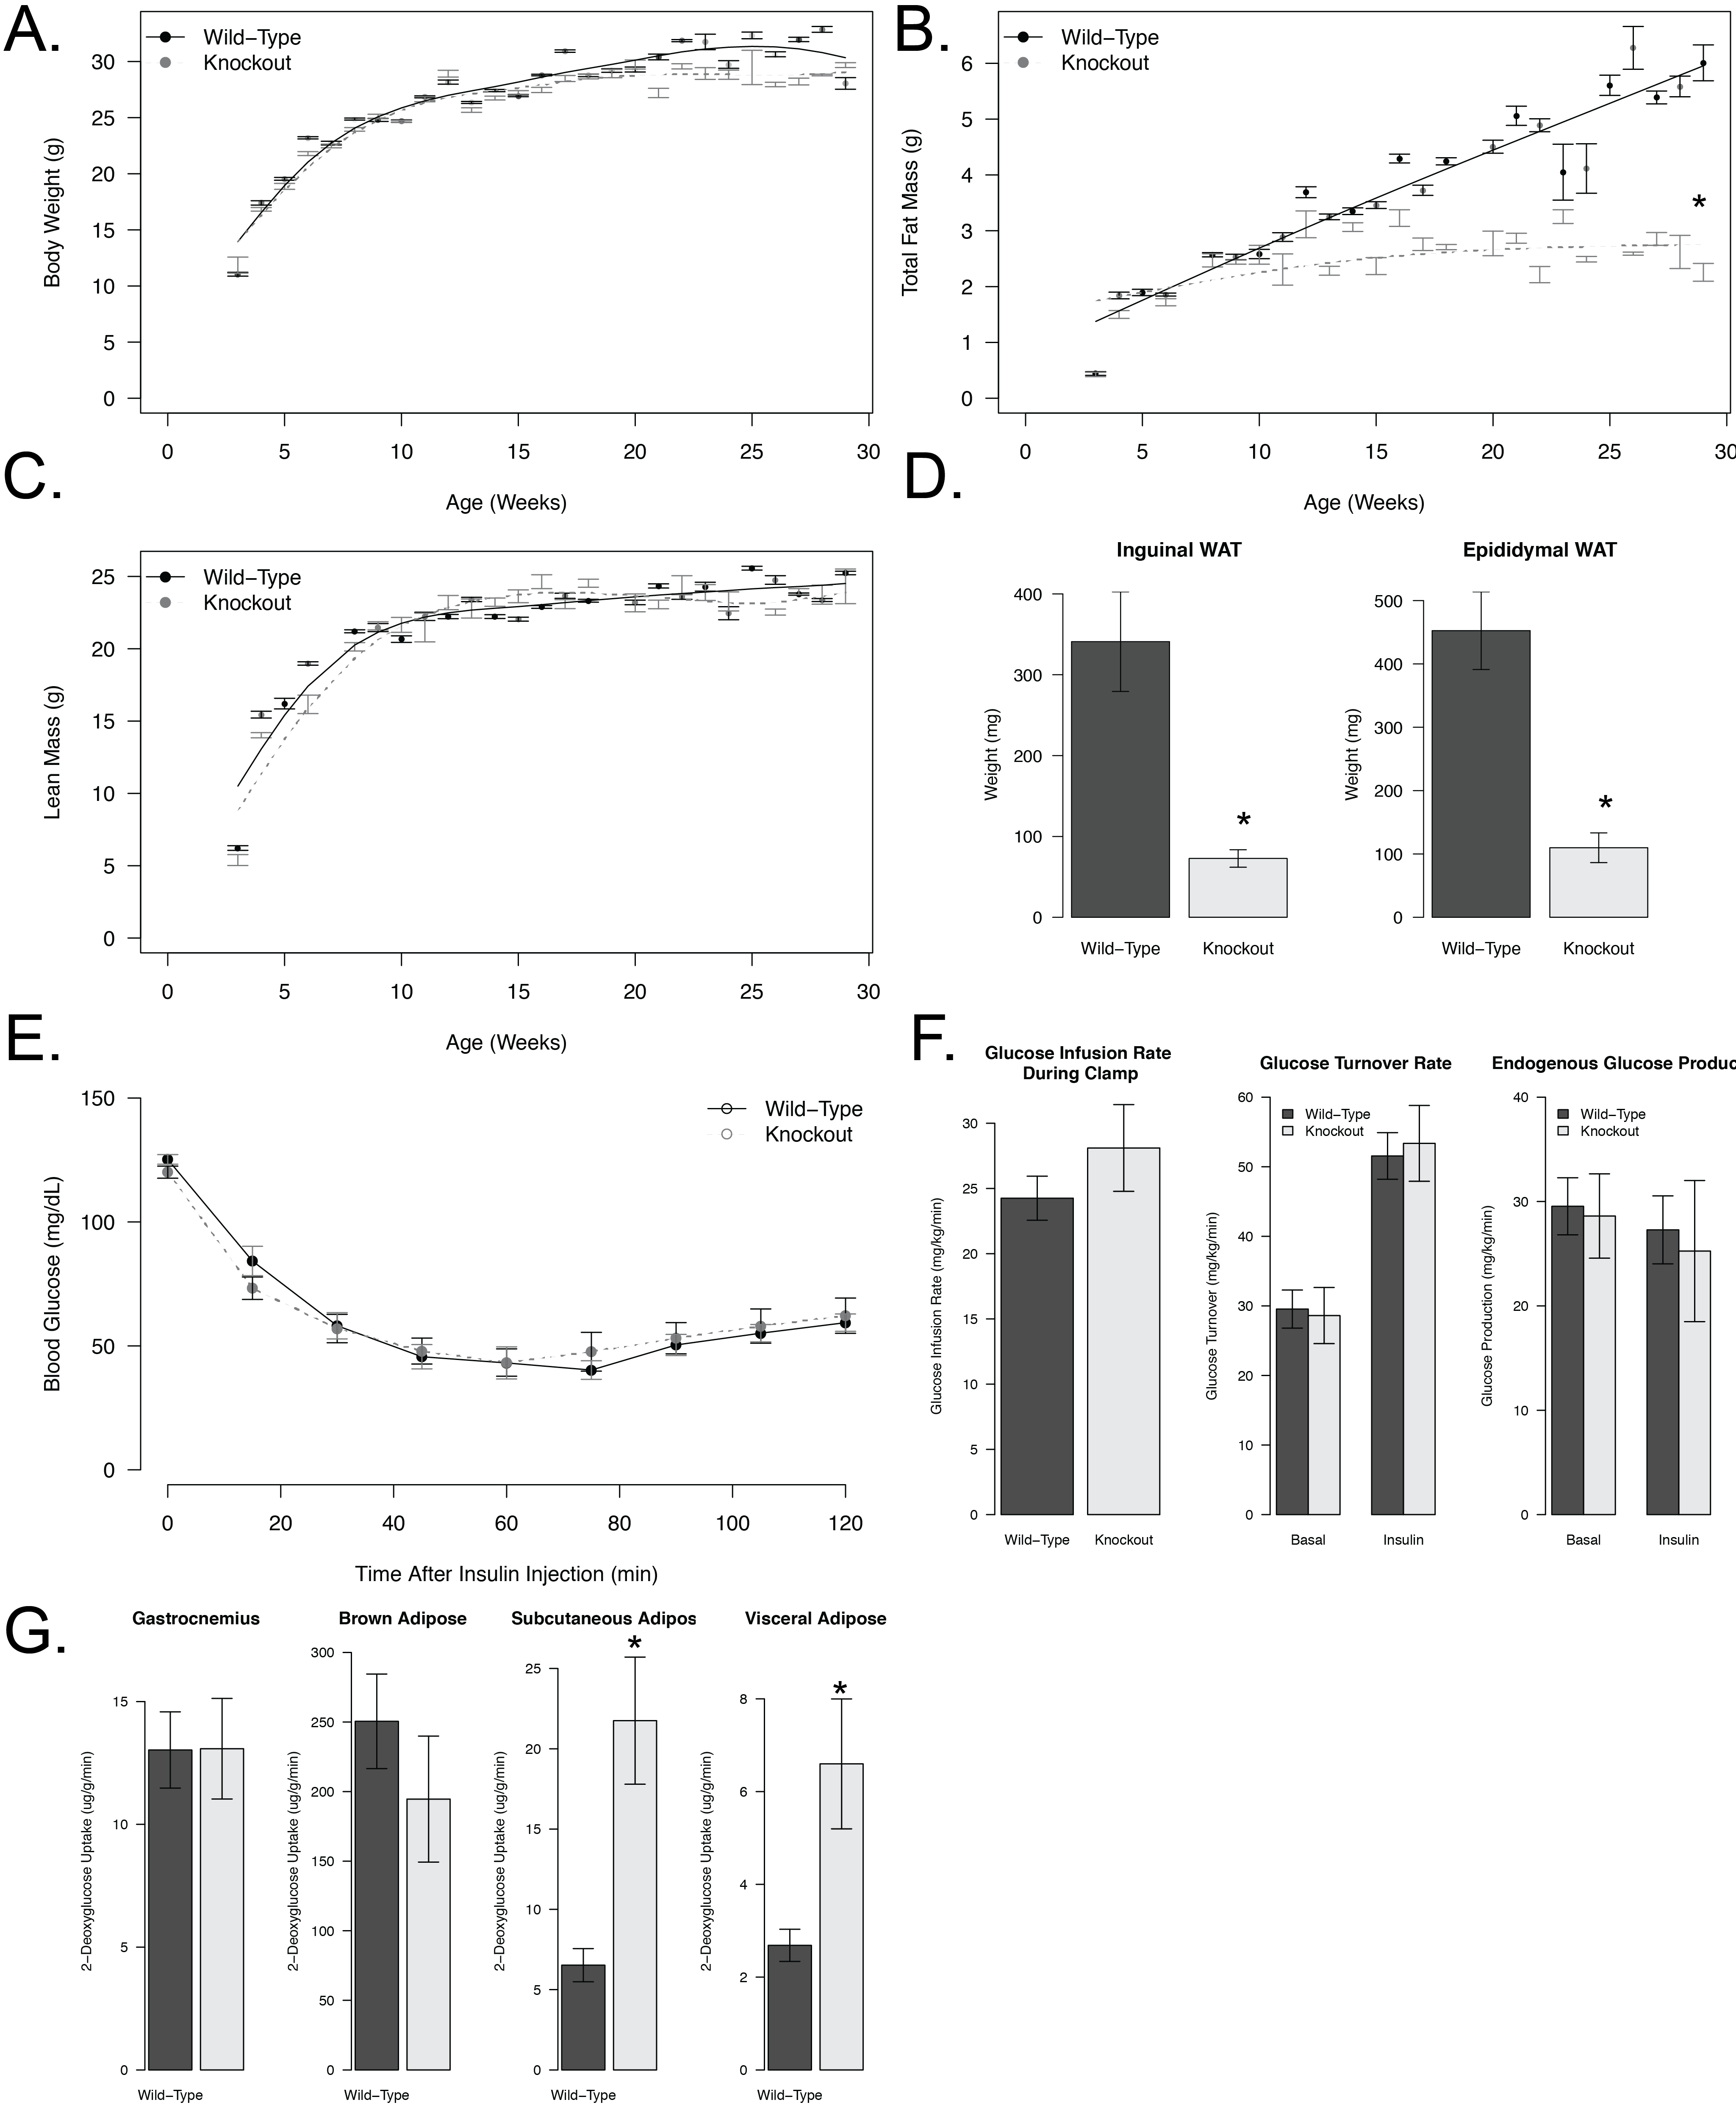 A.
Wild–Type
Knockout
Body Weight (g)
0
5
10
15
20
25
30
0
5
10
15
20
25
30
Age (Weeks)
B.
Wild–Type
Knockout
*
Total Fat Mass (g)
0
1
2
3
4
5
6
0
5
10
15
20
25
30
Age (Weeks)
C.
Wild–Type
Knockout
Lean Mass (g)
0
5
10
15
20
25
0
5
10
15
20
25
30
Age (Weeks)
D.
Inguinal WAT
Weight (mg)
0
100
200
300
400
*
Wild–Type
Knockout
Epididymal WAT
Weight (mg)
0
100
200
300
400
500
*
Wild–Type
Knockout
E.
Wild–Type
Knockout
Blood Glucose (mg/dL)
0
50
100
150
0
20
40
60
80
100
120
Time After Insulin Injection (min)
F.
Glucose Infusion Rate
During Clamp
Glucose Infusion Rate (mg/kg/min)
0
5
10
15
20
25
30
Wild–Type
Knockout
Glucose Turnover Rate
Wild–Type
Knockout
Glucose Turnover (mg/kg/min)
0
10
20
30
40
50
60
Basal
Insulin
Endogenous Glucose Produc
Wild–Type
Knockout
Glucose Production (mg/kg/min)
0
10
20
30
40
Basal
Insulin
G.
Gastrocnemius
2–Deoxyglucose Uptake (ug/g/min)
0
5
10
15
Wild–Type
Brown Adipose
2–Deoxyglucose Uptake (ug/g/min)
0
50
100
150
200
250
300
Wild–Type
Subcutaneous Adipos
2–Deoxyglucose Uptake (ug/g/min)
0
5
10
15
20
25
*
Wild–Type
Visceral Adipose
2–Deoxyglucose Uptake (ug/g/min)
0
2
4
6
8
*
Wild–Type